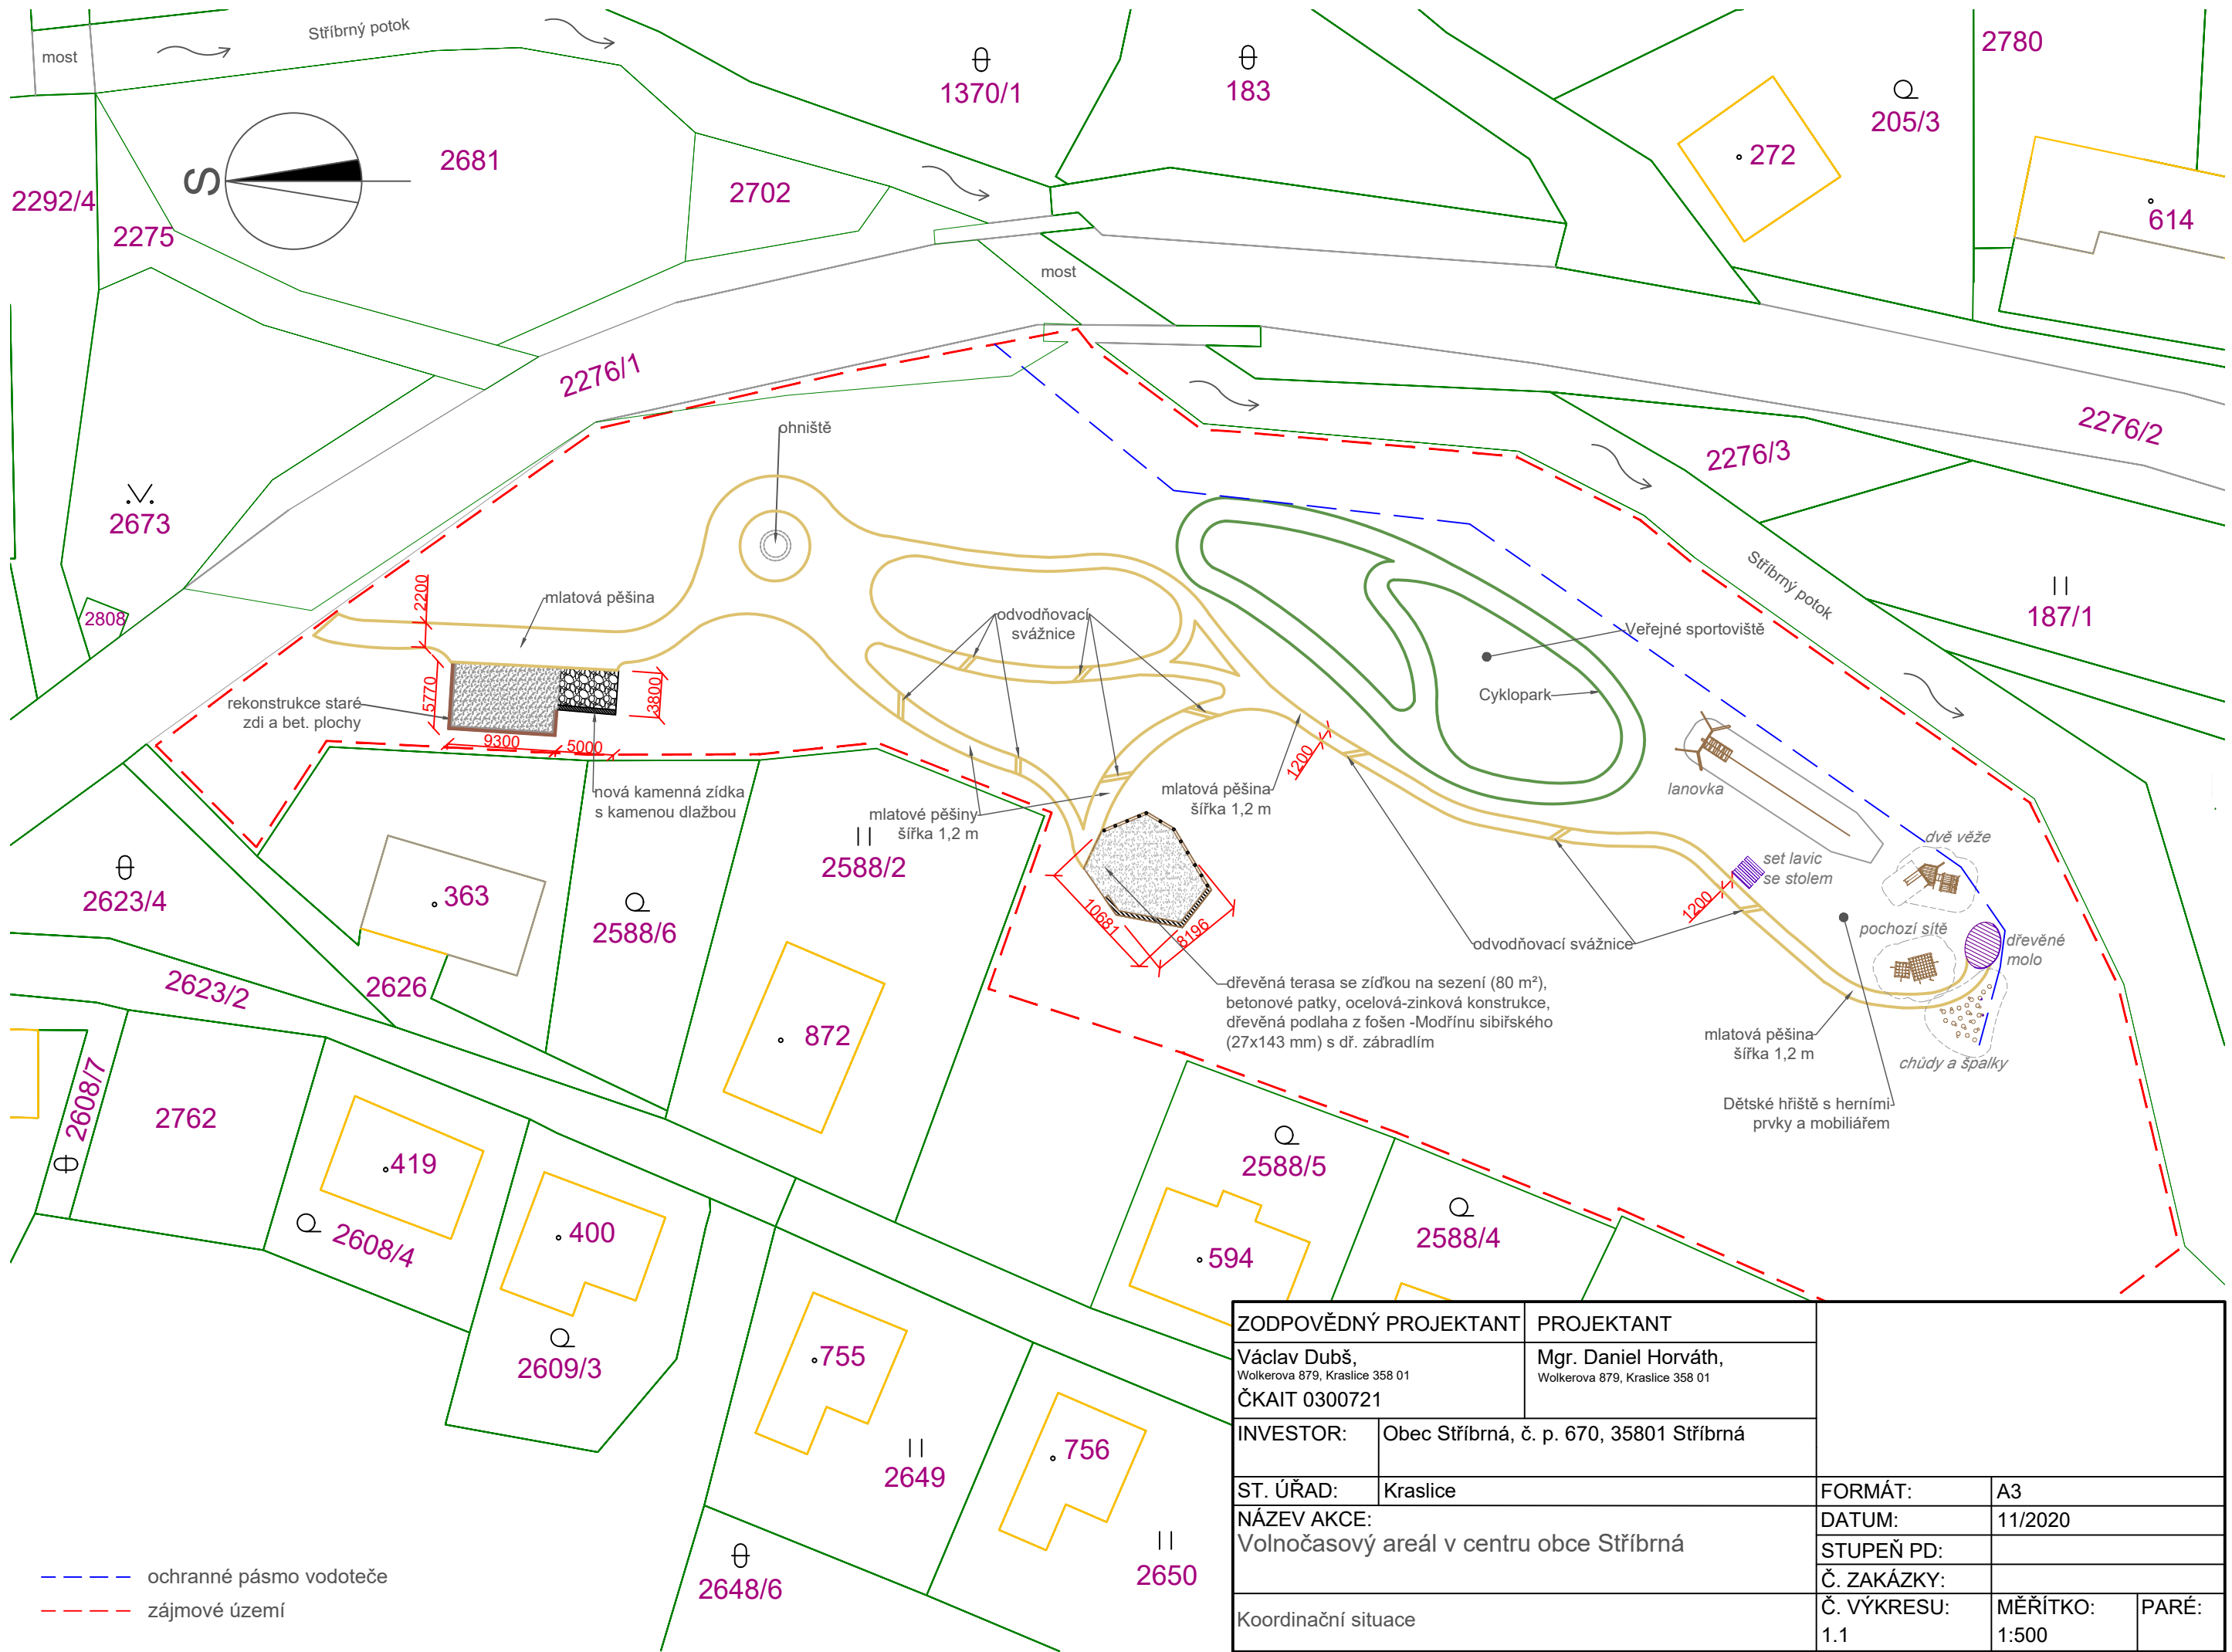 Stříbrný potok
most
1370/1
183
2780
205/3
272
614
2681
2702
S
2292/4
2275
most
2276/1
2276/2
2276/3
ohniště
2673
2808
2200
mlatová pěšina
odvodňovací
svážnice
Stříbrný potok
187/1
Veřejné sportoviště
Cyklopark
5770
3800
rekonstrukce staré
zdi a bet. plochy
9300
5000
nová kamenná zídka
s kamenou dlažbou
mlatové pěšiny
šířka 1,2 m
mlatová pěšina
šířka 1,2 m
1200
lanovka
dvě věže
set lavic
se stolem
1200
pochozí sítě
dřevěné
molo
2588/2
2623/4
363
2588/6
10681
8196
odvodňovací svážnice
2623/2
2626
872
dřevěná terasa se zíďkou na sezení (80 m²),
betonové patky, ocelová-zinková konstrukce,
dřevěná podlaha z fošen -Modřínu sibiřského
(27x143 mm) s dř. zábradlím
mlatová pěšina
šířka 1,2 m
chůdy a špalky
Dětské hřiště s herními
prvky a mobiliářem
2608/7
2762
419
2608/4
400
2609/3
2588/5
2588/4
594
755
756
2649
2648/6
2650
ochranné pásmo vodoteče
zájmové území
ZODPOVĚDNÝ PROJEKTANT
PROJEKTANT
Václav Dubš,
Wolkerova 879, Kraslice 358 01
ČKAIT 0300721
Mgr. Daniel Horváth,
Wolkerova 879, Kraslice 358 01
INVESTOR:
Obec Stříbrná, č. p. 670, 35801 Stříbrná
ST. ÚŘAD:
Kraslice
NÁZEV AKCE:
Volnočasový areál v centru obce Stříbrná
Koordinační situace
FORMÁT:
A3
DATUM:
11/2020
STUPEŇ PD:
Č. ZAKÁZKY:
Č. VÝKRESU:
1.1
MĚŘÍTKO:
1:500
PARÉ: